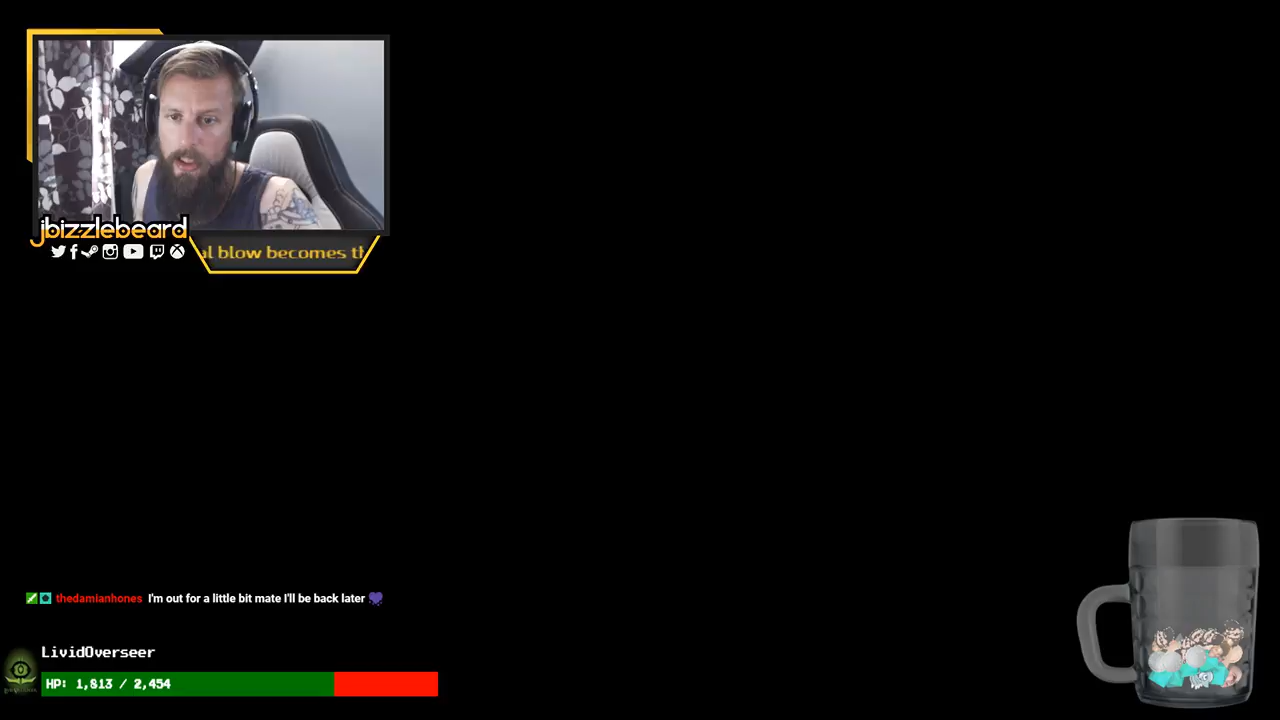 jbizzlebeard
al blow becomes th
thedamianhones I'm out for a little bit mate I'll be back later
LividOverseer
HP: 1,813 / 2,454